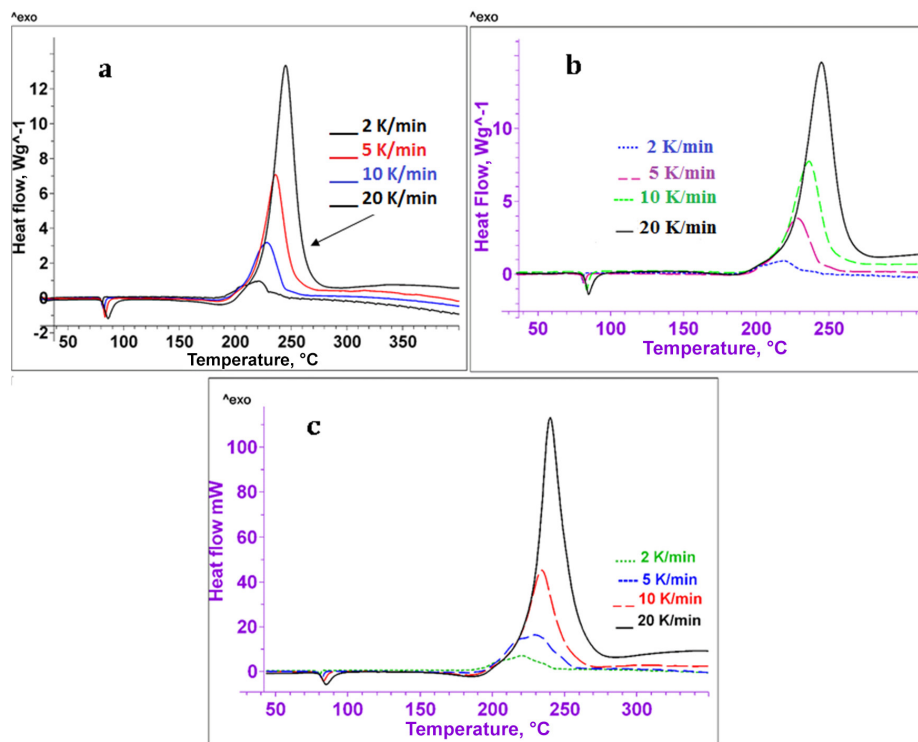 ^exo
a
Heat flow, Wg^-1
12
10
8
6
4
2
0
-2
2 K/min
5 K/min
10 K/min
20 K/min
50 100 150 200 250 300 350
Temperature, °C
^exo
b
Heat Flow, Wg^-1
10
5
0
2 K/min
5 K/min
10 K/min
20 K/min
50 100 150 200 250 300
Temperature, °C
^exo
c
Heat flow mW
100
80
60
40
20
0
2 K/min
5 K/min
10 K/min
20 K/min
50 100 150 200 250 300
Temperature, °C